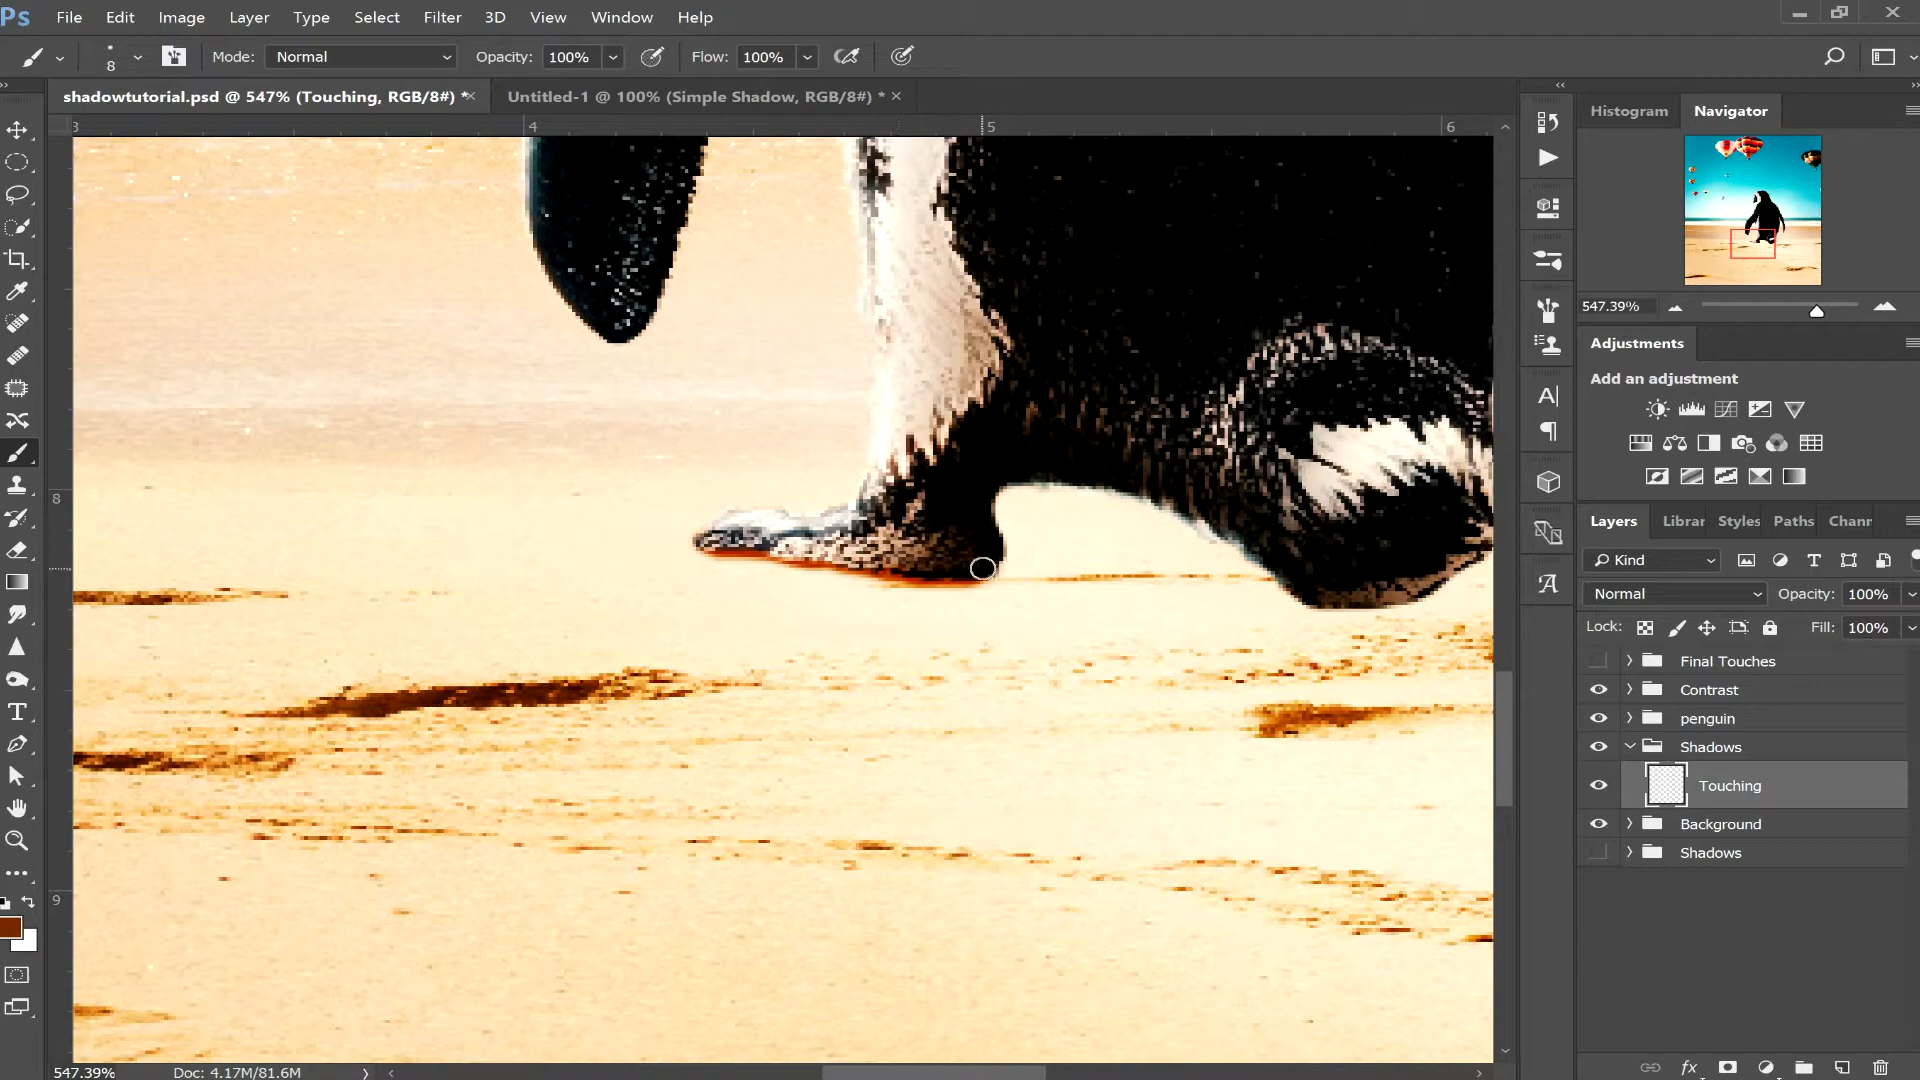 Ps File Edit Image Layer Type Select Filter 3D View Window Help
8 Mode: Normal Opacity: 100% Flow: 100%
shadowtutorial.psd @ 547% (Touching, RGB/8#) * × Untitled-1 @ 100% (Simple Shadow, RGB/8#) * ×
3 4 5 6
8
9
Histogram Navigator
547.39%
Adjustments
Add an adjustment
Layers Librar Styles Paths Chann
Kind
Normal Opacity: 100%
Lock: Fill: 100%
Final Touches
Contrast
penguin
Shadows
Touching
Background
Shadows
fx
547.39% Doc: 4.17M/81.6M